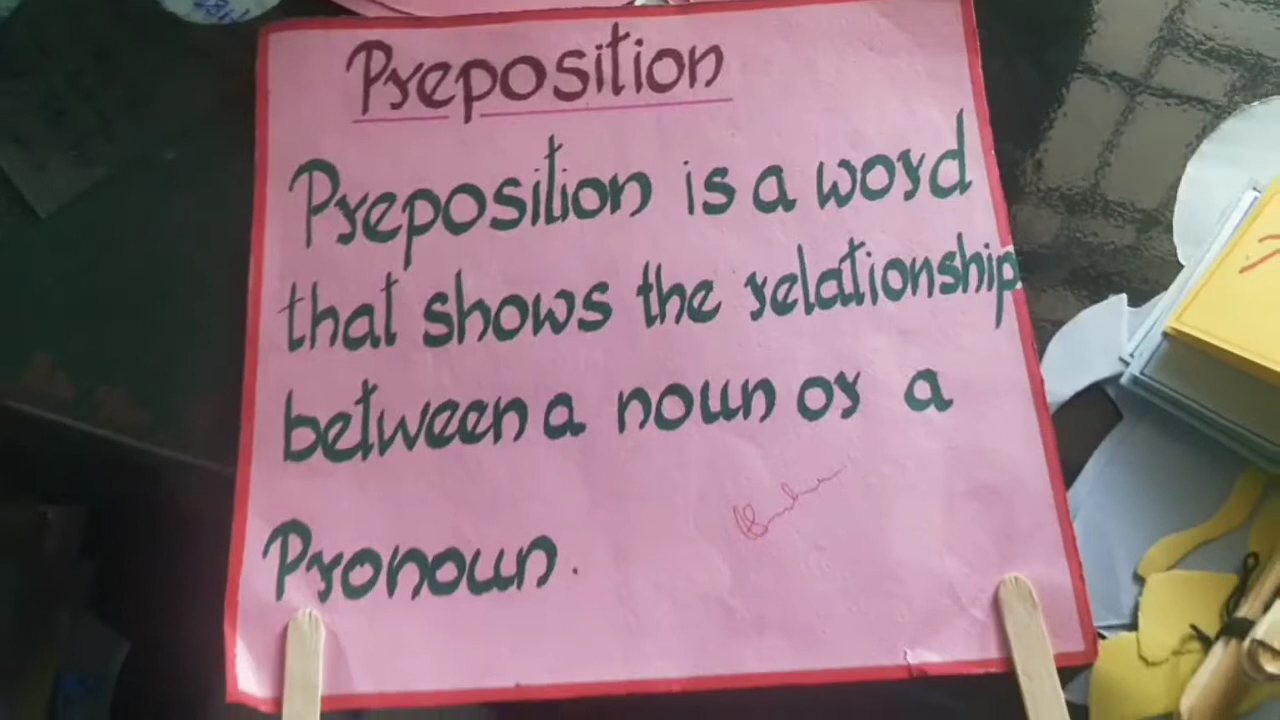 Preposition
Preposition is a word
that shows the relationship
between a noun or a
Pronoun.